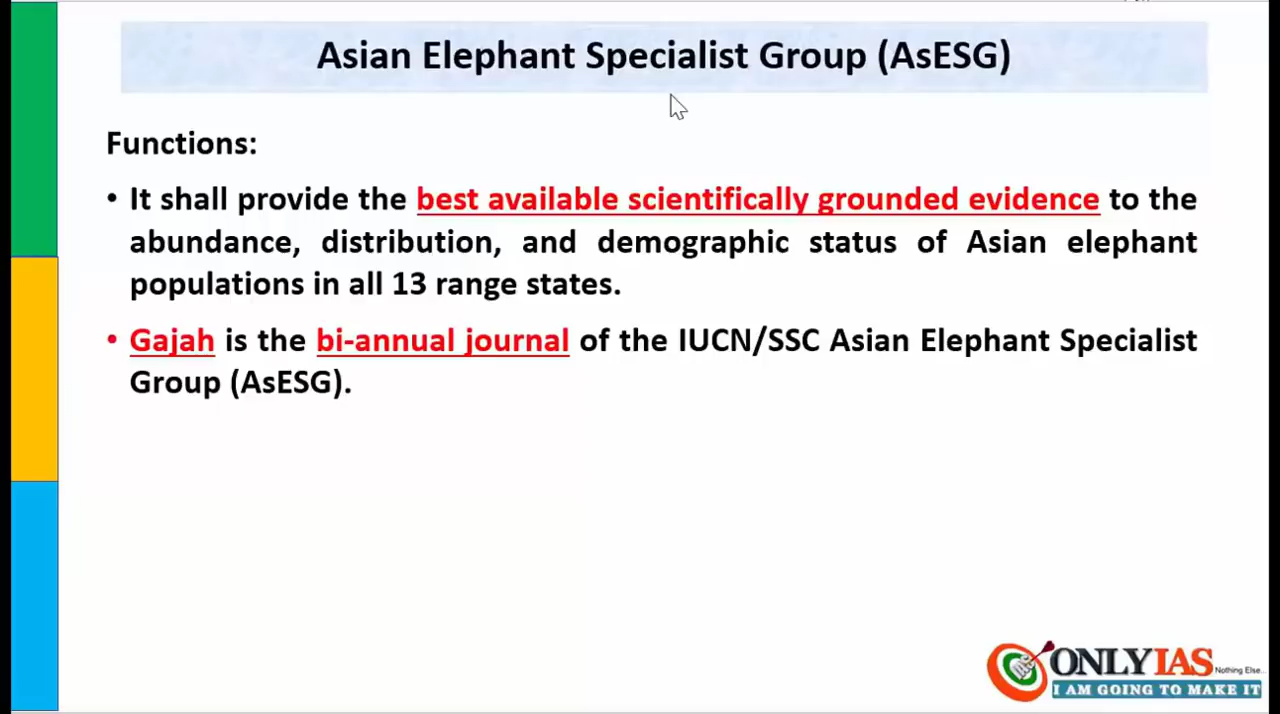 Asian Elephant Specialist Group (AsESG)
Functions:
• It shall provide the best available scientifically grounded evidence to the
abundance, distribution, and demographic status of Asian elephant
populations in all 13 range states.
• Gajah is the bi-annual journal of the IUCN/SSC Asian Elephant Specialist
Group (AsESG).
ONLYIAS Nothing Else...
I AM GOING TO MAKE IT